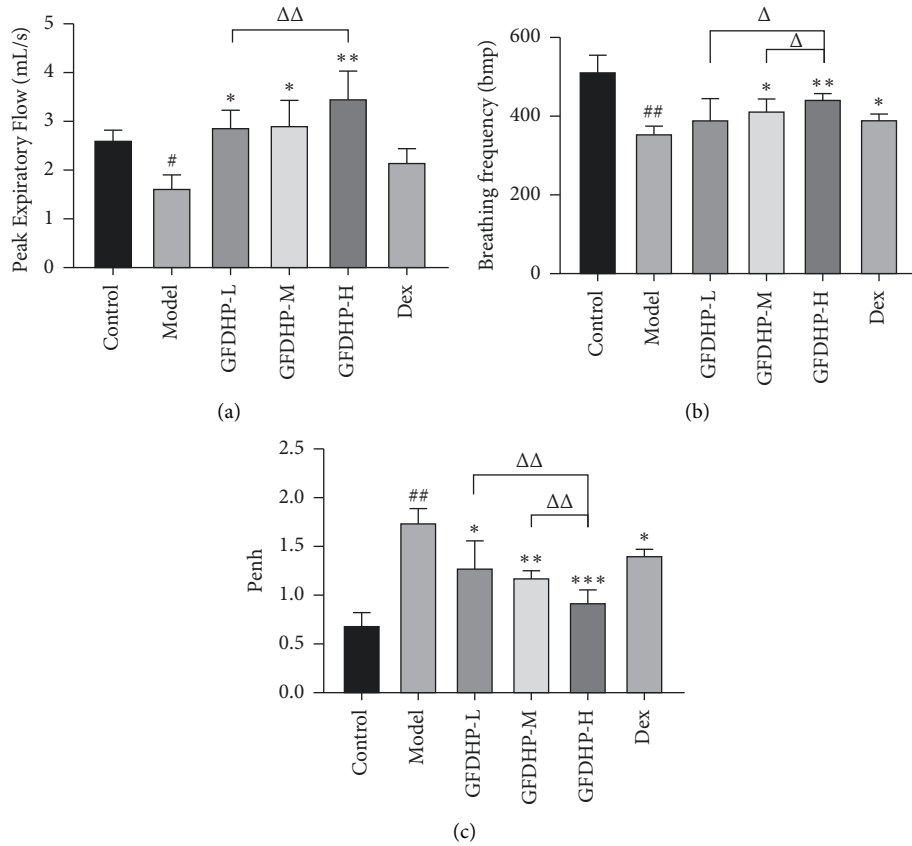 ΔΔ
**
*
*
#
5
4
3
2
1
0
Peak Expiratory Flow (mL/s)
Control
Model
GFDHP-L
GFDHP-M
GFDHP-H
Dex
(a)
Δ
Δ
**
*
*
##
600
400
200
0
Breathing frequency (bmp)
Control
Model
GFDHP-L
GFDHP-M
GFDHP-H
Dex
(b)
ΔΔ
ΔΔ
##
*
**
***
*
2.5
2.0
1.5
1.0
0.5
0.0
Penh
Control
Model
GFDHP-L
GFDHP-M
GFDHP-H
Dex
(c)